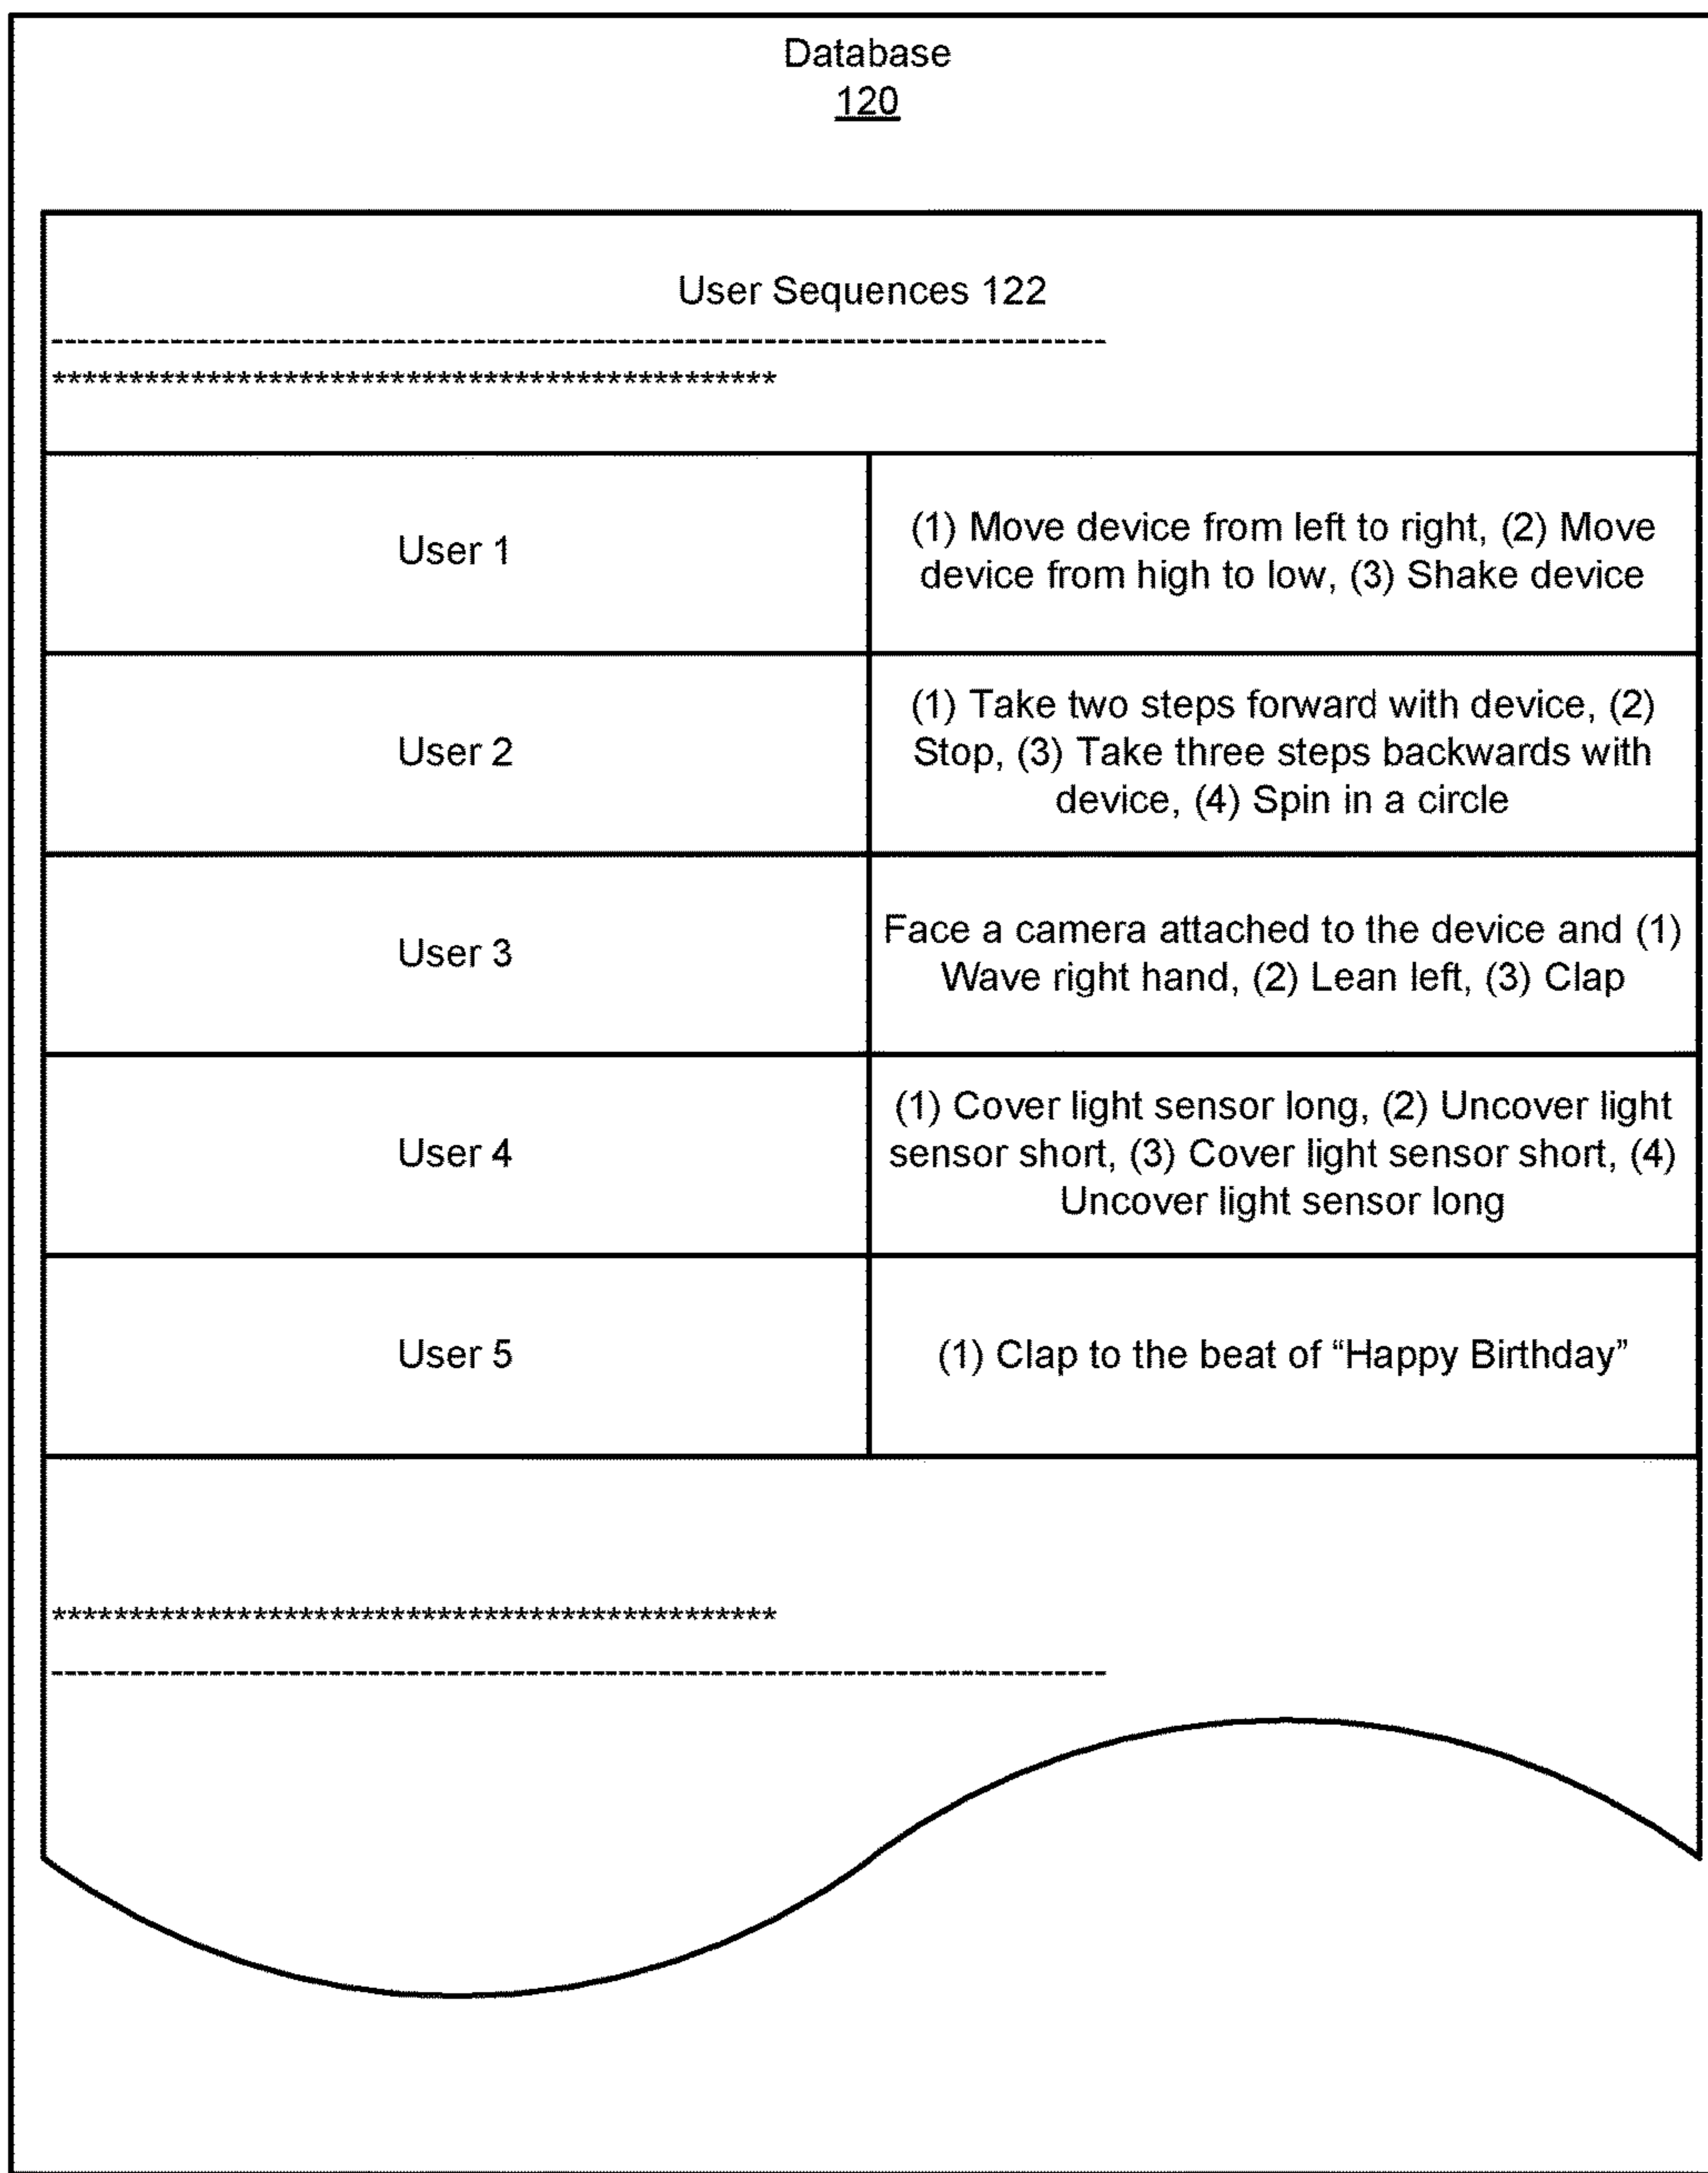 Database
120
User Sequences 122
--------------------------------------------------------------------------------
***********************************************
User 1
(1) Move device from left to right, (2) Move
device from high to low, (3) Shake device
User 2
(1) Take two steps forward with device, (2)
Stop, (3) Take three steps backwards with
device, (4) Spin in a circle
User 3
Face a camera attached to the device and (1)
Wave right hand, (2) Lean left, (3) Clap
User 4
(1) Cover light sensor long, (2) Uncover light
sensor short, (3) Cover light sensor short, (4)
Uncover light sensor long
User 5
(1) Clap to the beat of “Happy Birthday”
***********************************************
--------------------------------------------------------------------------------